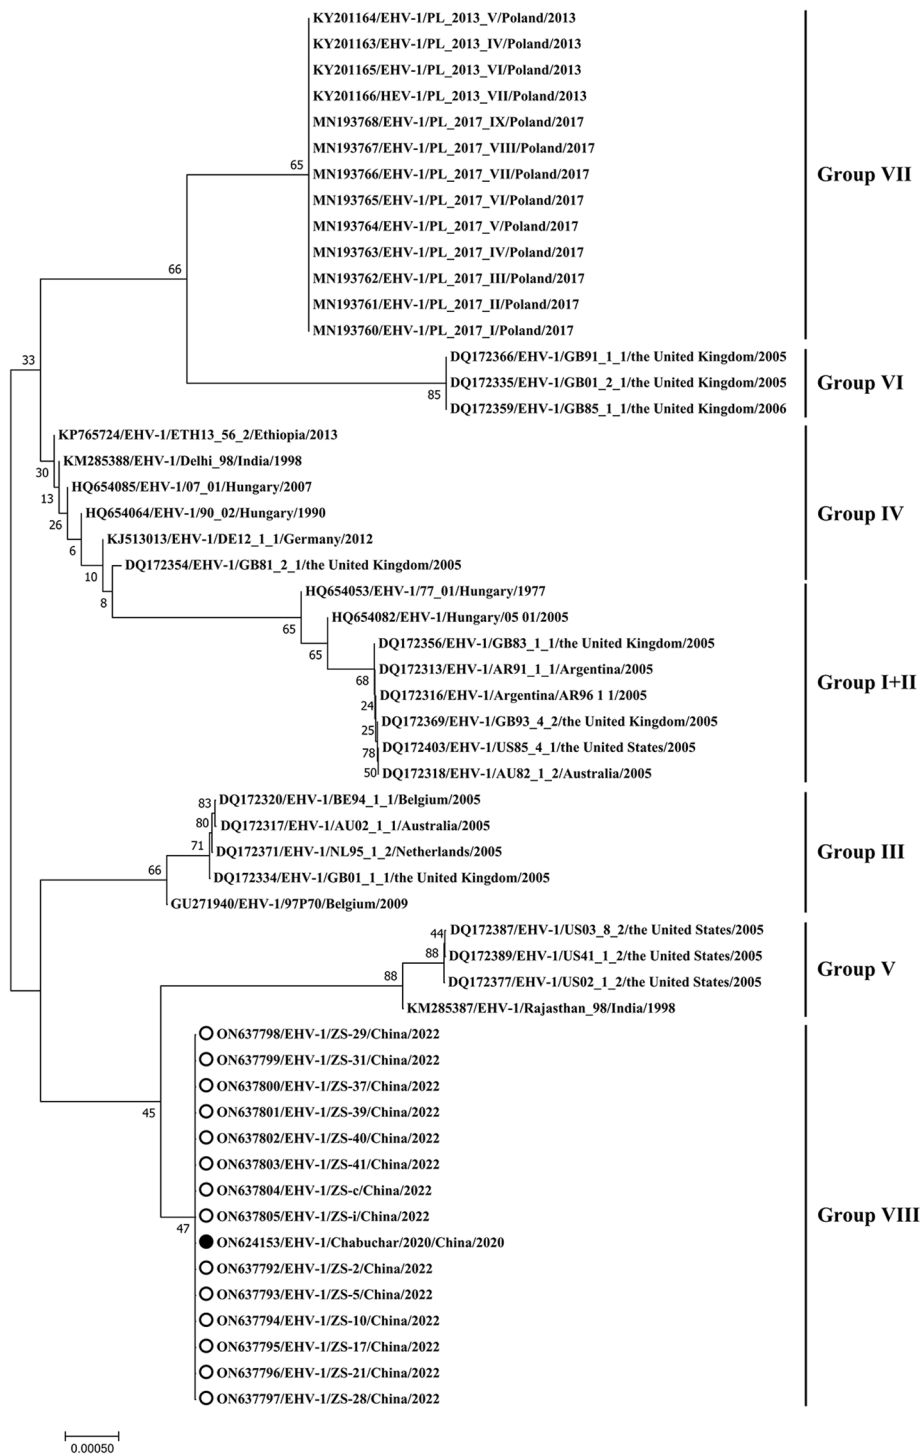 KY201164/EHV-1/PL_2013_V/Poland/2013
KY201163/EHV-1/PL_2013_IV/Poland/2013
KY201165/EHV-1/PL_2013_VI/Poland/2013
KY201166/HEV-1/PL_2013_VII/Poland/2013
MN193768/EHV-1/PL_2017_IX/Poland/2017
MN193767/EHV-1/PL_2017_VIII/Poland/2017
65
MN193766/EHV-1/PL_2017_VII/Poland/2017
Group VII
MN193765/EHV-1/PL_2017_VI/Poland/2017
MN193764/EHV-1/PL_2017_V/Poland/2017
MN193763/EHV-1/PL_2017_IV/Poland/2017
66
MN193762/EHV-1/PL_2017_III/Poland/2017
MN193761/EHV-1/PL_2017_II/Poland/2017
MN193760/EHV-1/PL_2017_I/Poland/2017
33
DQ172366/EHV-1/GB91_1_1/the United Kingdom/2005
DQ172335/EHV-1/GB01_2_1/the United Kingdom/2005
Group VI
85
DQ172359/EHV-1/GB85_1_1/the United Kingdom/2006
KP765724/EHV-1/ETH13_56_2/Ethiopia/2013
30
KM285388/EHV-1/Delhi_98/India/1998
13
HQ654085/EHV-1/07_01/Hungary/2007
26
HQ654064/EHV-1/90_02/Hungary/1990
Group IV
6
KJ513013/EHV-1/DE12_1_1/Germany/2012
10
DQ172354/EHV-1/GB81_2_1/the United Kingdom/2005
8
HQ654053/EHV-1/77_01/Hungary/1977
65
HQ654082/EHV-1/Hungary/05 01/2005
65
DQ172356/EHV-1/GB83_1_1/the United Kingdom/2005
68
DQ172313/EHV-1/AR91_1_1/Argentina/2005
Group I+II
24
DQ172316/EHV-1/Argentina/AR96 1 1/2005
25
DQ172369/EHV-1/GB93_4_2/the United Kingdom/2005
78
DQ172403/EHV-1/US85_4_1/the United States/2005
50
DQ172318/EHV-1/AU82_1_2/Australia/2005
83
DQ172320/EHV-1/BE94_1_1/Belgium/2005
80
DQ172317/EHV-1/AU02_1_1/Australia/2005
71
DQ172371/EHV-1/NL95_1_2/Netherlands/2005
Group III
66
DQ172334/EHV-1/GB01_1_1/the United Kingdom/2005
GU271940/EHV-1/97P70/Belgium/2009
44
DQ172387/EHV-1/US03_8_2/the United States/2005
88
DQ172389/EHV-1/US41_1_2/the United States/2005
Group V
88
DQ172377/EHV-1/US02_1_2/the United States/2005
KM285387/EHV-1/Rajasthan_98/India/1998
ON637798/EHV-1/ZS-29/China/2022
ON637799/EHV-1/ZS-31/China/2022
ON637800/EHV-1/ZS-37/China/2022
45
ON637801/EHV-1/ZS-39/China/2022
ON637802/EHV-1/ZS-40/China/2022
ON637803/EHV-1/ZS-41/China/2022
ON637804/EHV-1/ZS-c/China/2022
47
ON637805/EHV-1/ZS-i/China/2022
Group VIII
ON624153/EHV-1/Chabuchar/2020/China/2020
ON637792/EHV-1/ZS-2/China/2022
ON637793/EHV-1/ZS-5/China/2022
ON637794/EHV-1/ZS-10/China/2022
ON637795/EHV-1/ZS-17/China/2022
ON637796/EHV-1/ZS-21/China/2022
ON637797/EHV-1/ZS-28/China/2022
0.00050